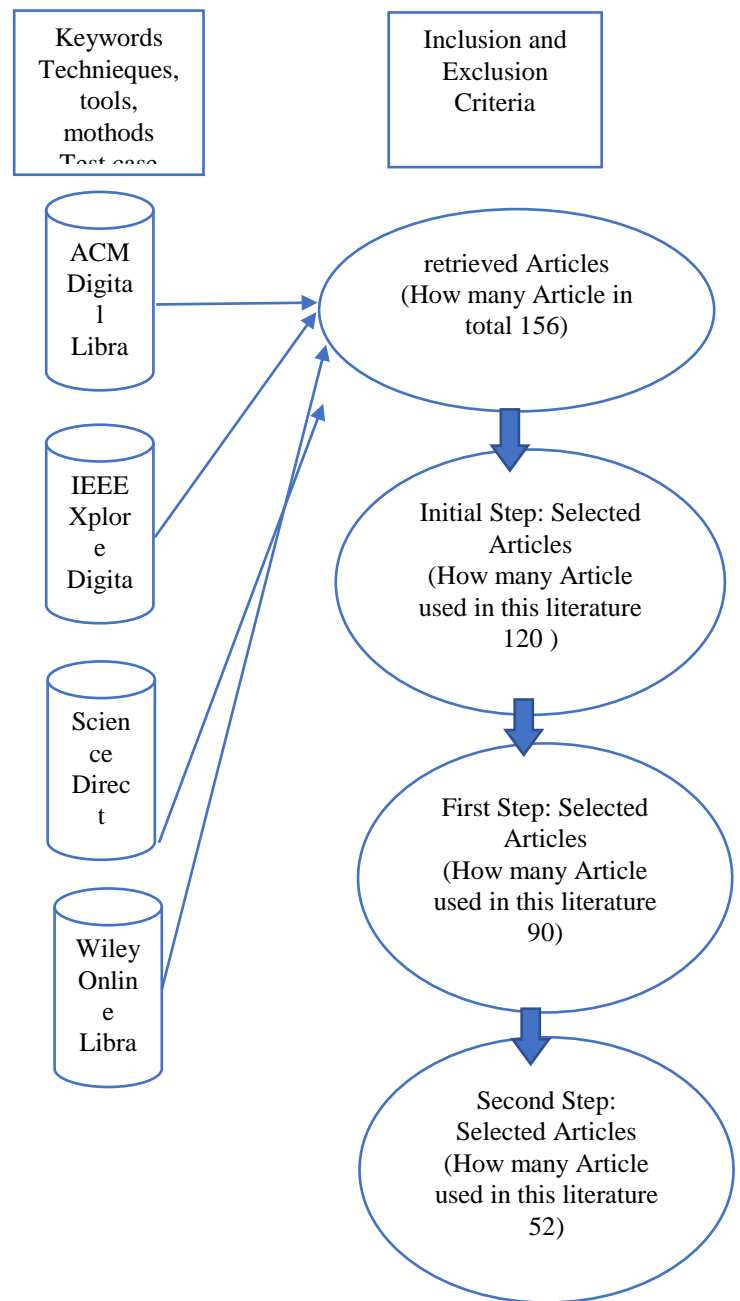 Keywords
Technieques,
tools,
mothods
Test case
Inclusion and
Exclusion
Criteria
ACM
Digita
l
Libra
IEEE
Xplor
e
Digita
Scien
ce
Direc
t
Wiley
Onlin
e
Libra
retrieved Articles
(How many Article in
total 156)
Initial Step: Selected
Articles
(How many Article
used in this literature
120 )
First Step: Selected
Articles
(How many Article
used in this literature
90)
Second Step:
Selected Articles
(How many Article
used in this literature
52)